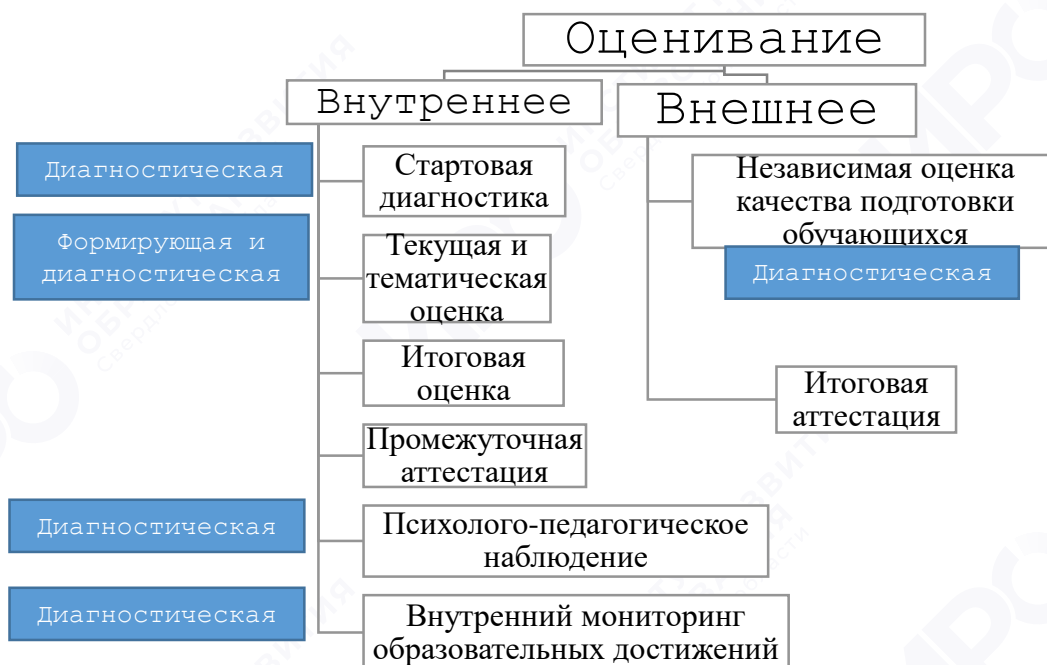 Оценивание
Внутреннее
Внешнее
Диагностическая
Стартовая
диагностика
Независимая оценка
качества подготовки
обучающихся
Диагностическая
Формирующая и
диагностическая
Текущая и
тематическая
оценка
Итоговая
оценка
Итоговая
аттестация
Промежуточная
аттестация
Диагностическая
Психолого-педагогическое
наблюдение
Диагностическая
Внутренний мониторинг
образовательных достижений